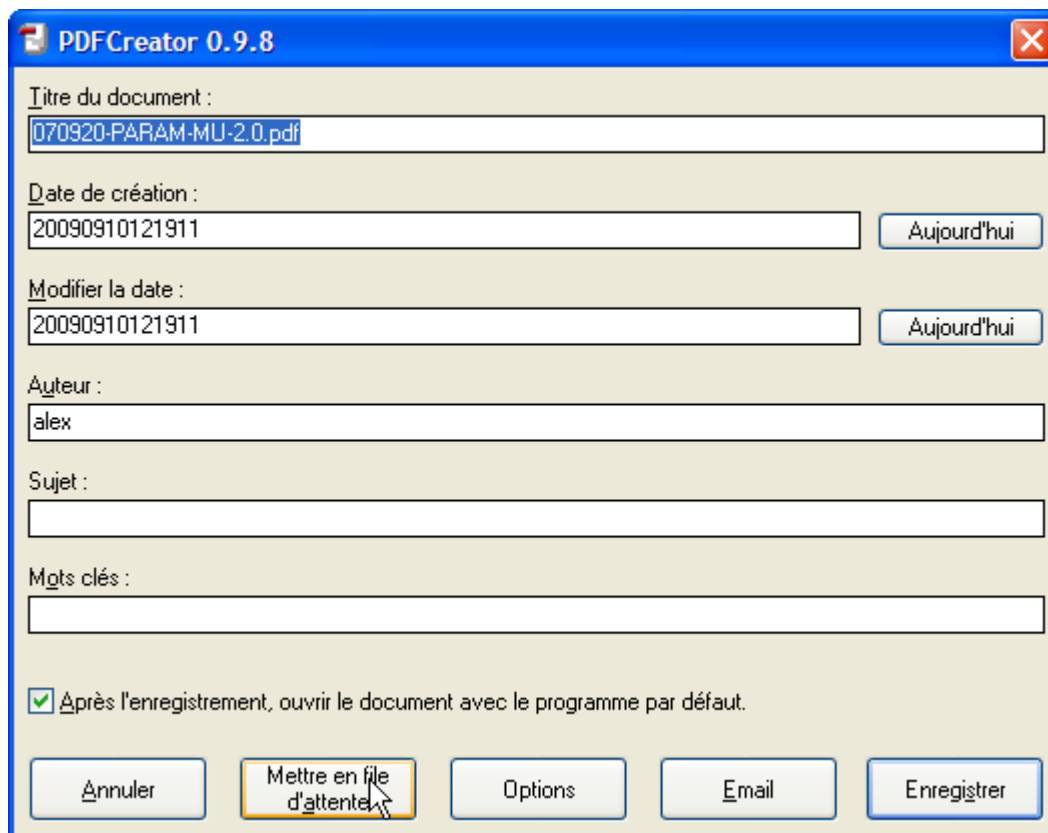 PDFCreator 0.9.8
Titre du document :
070920-PARAM-MU-2.0.pdf
Date de création :
20090910121911
Aujourd'hui
Modifier la date :
20090910121911
Aujourd'hui
Auteur :
alex
Sujet :
Mots clés :
Après l'enregistrement, ouvrir le document avec le programme par défaut.
Annuler
Mettre en file
d'attente
Options
Email
Enregistrer